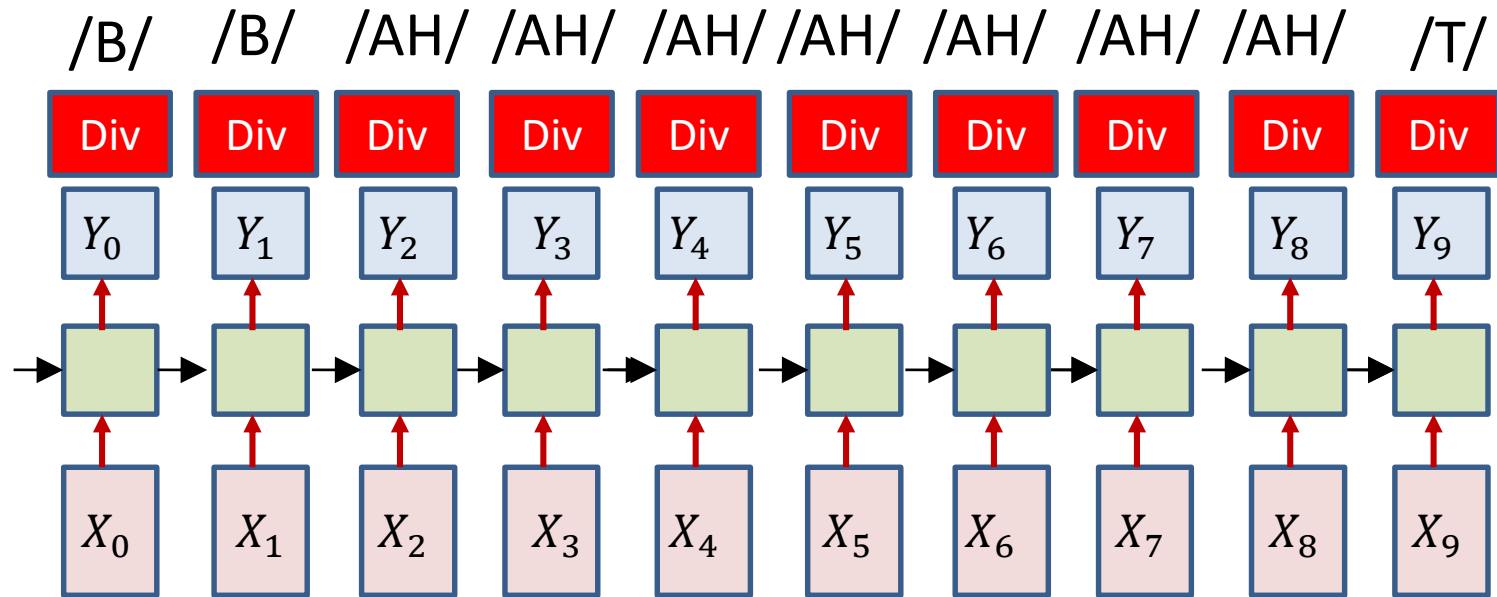 /B/ /B/ /AH/ /AH/ /AH/ /AH/ /AH/ /AH/ /AH/ /T/
Div Div Div Div Div Div Div Div Div Div
Y₀ Y₁ Y₂ Y₃ Y₄ Y₅ Y₆ Y₇ Y₈ Y₉
X₀ X₁ X₂ X₃ X₄ X₅ X₆ X₇ X₈ X₉